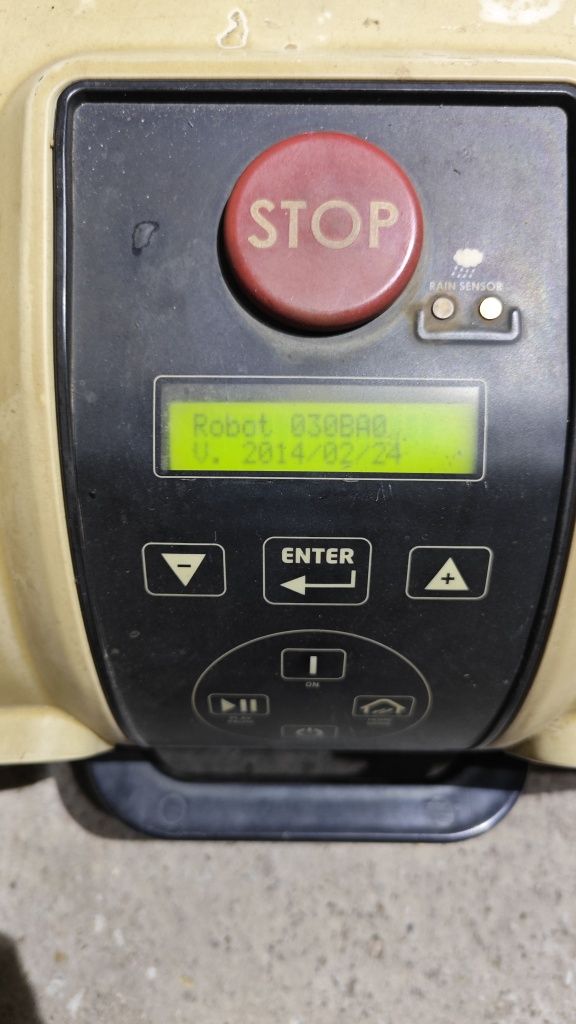 STOP
RAIN SENSOR
Robot 030BA0
V. 2014/02/24
-
ENTER
+
ON